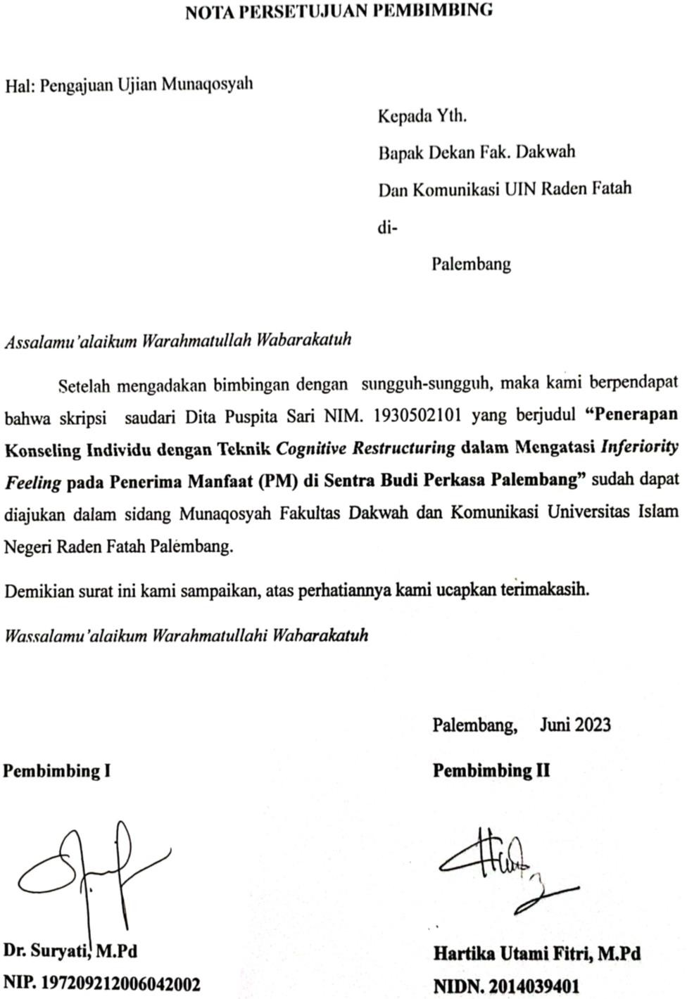 NOTA PERSETUJUAN PEMBIMBING
Hal: Pengajuan Ujian Munaqosyah
Kepada Yth.
Bapak Dekan Fak. Dakwah
Dan Komunikasi UIN Raden Fatah
di-
Palembang
Assalamu'alaikum Warahmatullah Wabarakatuh
Setelah mengadakan bimbingan dengan sungguh-sungguh, maka kami berpendapat
bahwa skripsi saudari Dita Puspita Sari NIM. 1930502101 yang berjudul “Penerapan
Konseling Individu dengan Teknik Cognitive Restructuring dalam Mengatasi Inferiority
Feeling pada Penerima Manfaat (PM) di Sentra Budi Perkasa Palembang” sudah dapat
diajukan dalam sidang Munaqosyah Fakultas Dakwah dan Komunikasi Universitas Islam
Negeri Raden Fatah Palembang.
Demikian surat ini kami sampaikan, atas perhatiannya kami ucapkan terimakasih.
Wassalamu'alaikum Warahmatullahi Wabarakatuh
Palembang, Juni 2023
Pembimbing I
Pembimbing II
Dr. Suryati, M.Pd
Hartika Utami Fitri, M.Pd
NIP. 197209212006042002
NIDN. 2014039401